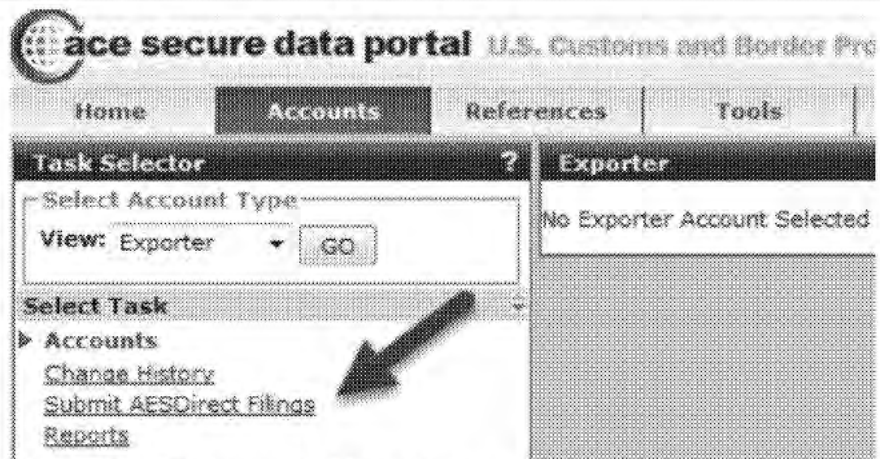 ace secure data portal U.S. Customs and Border Pro
Home Accounts References Tools
Task Selector ?
Exporter
Select Account Type
No Exporter Account Selected
View: Exporter GO
Select Task
Accounts
Change History
Submit AESDirect Filings
Reports